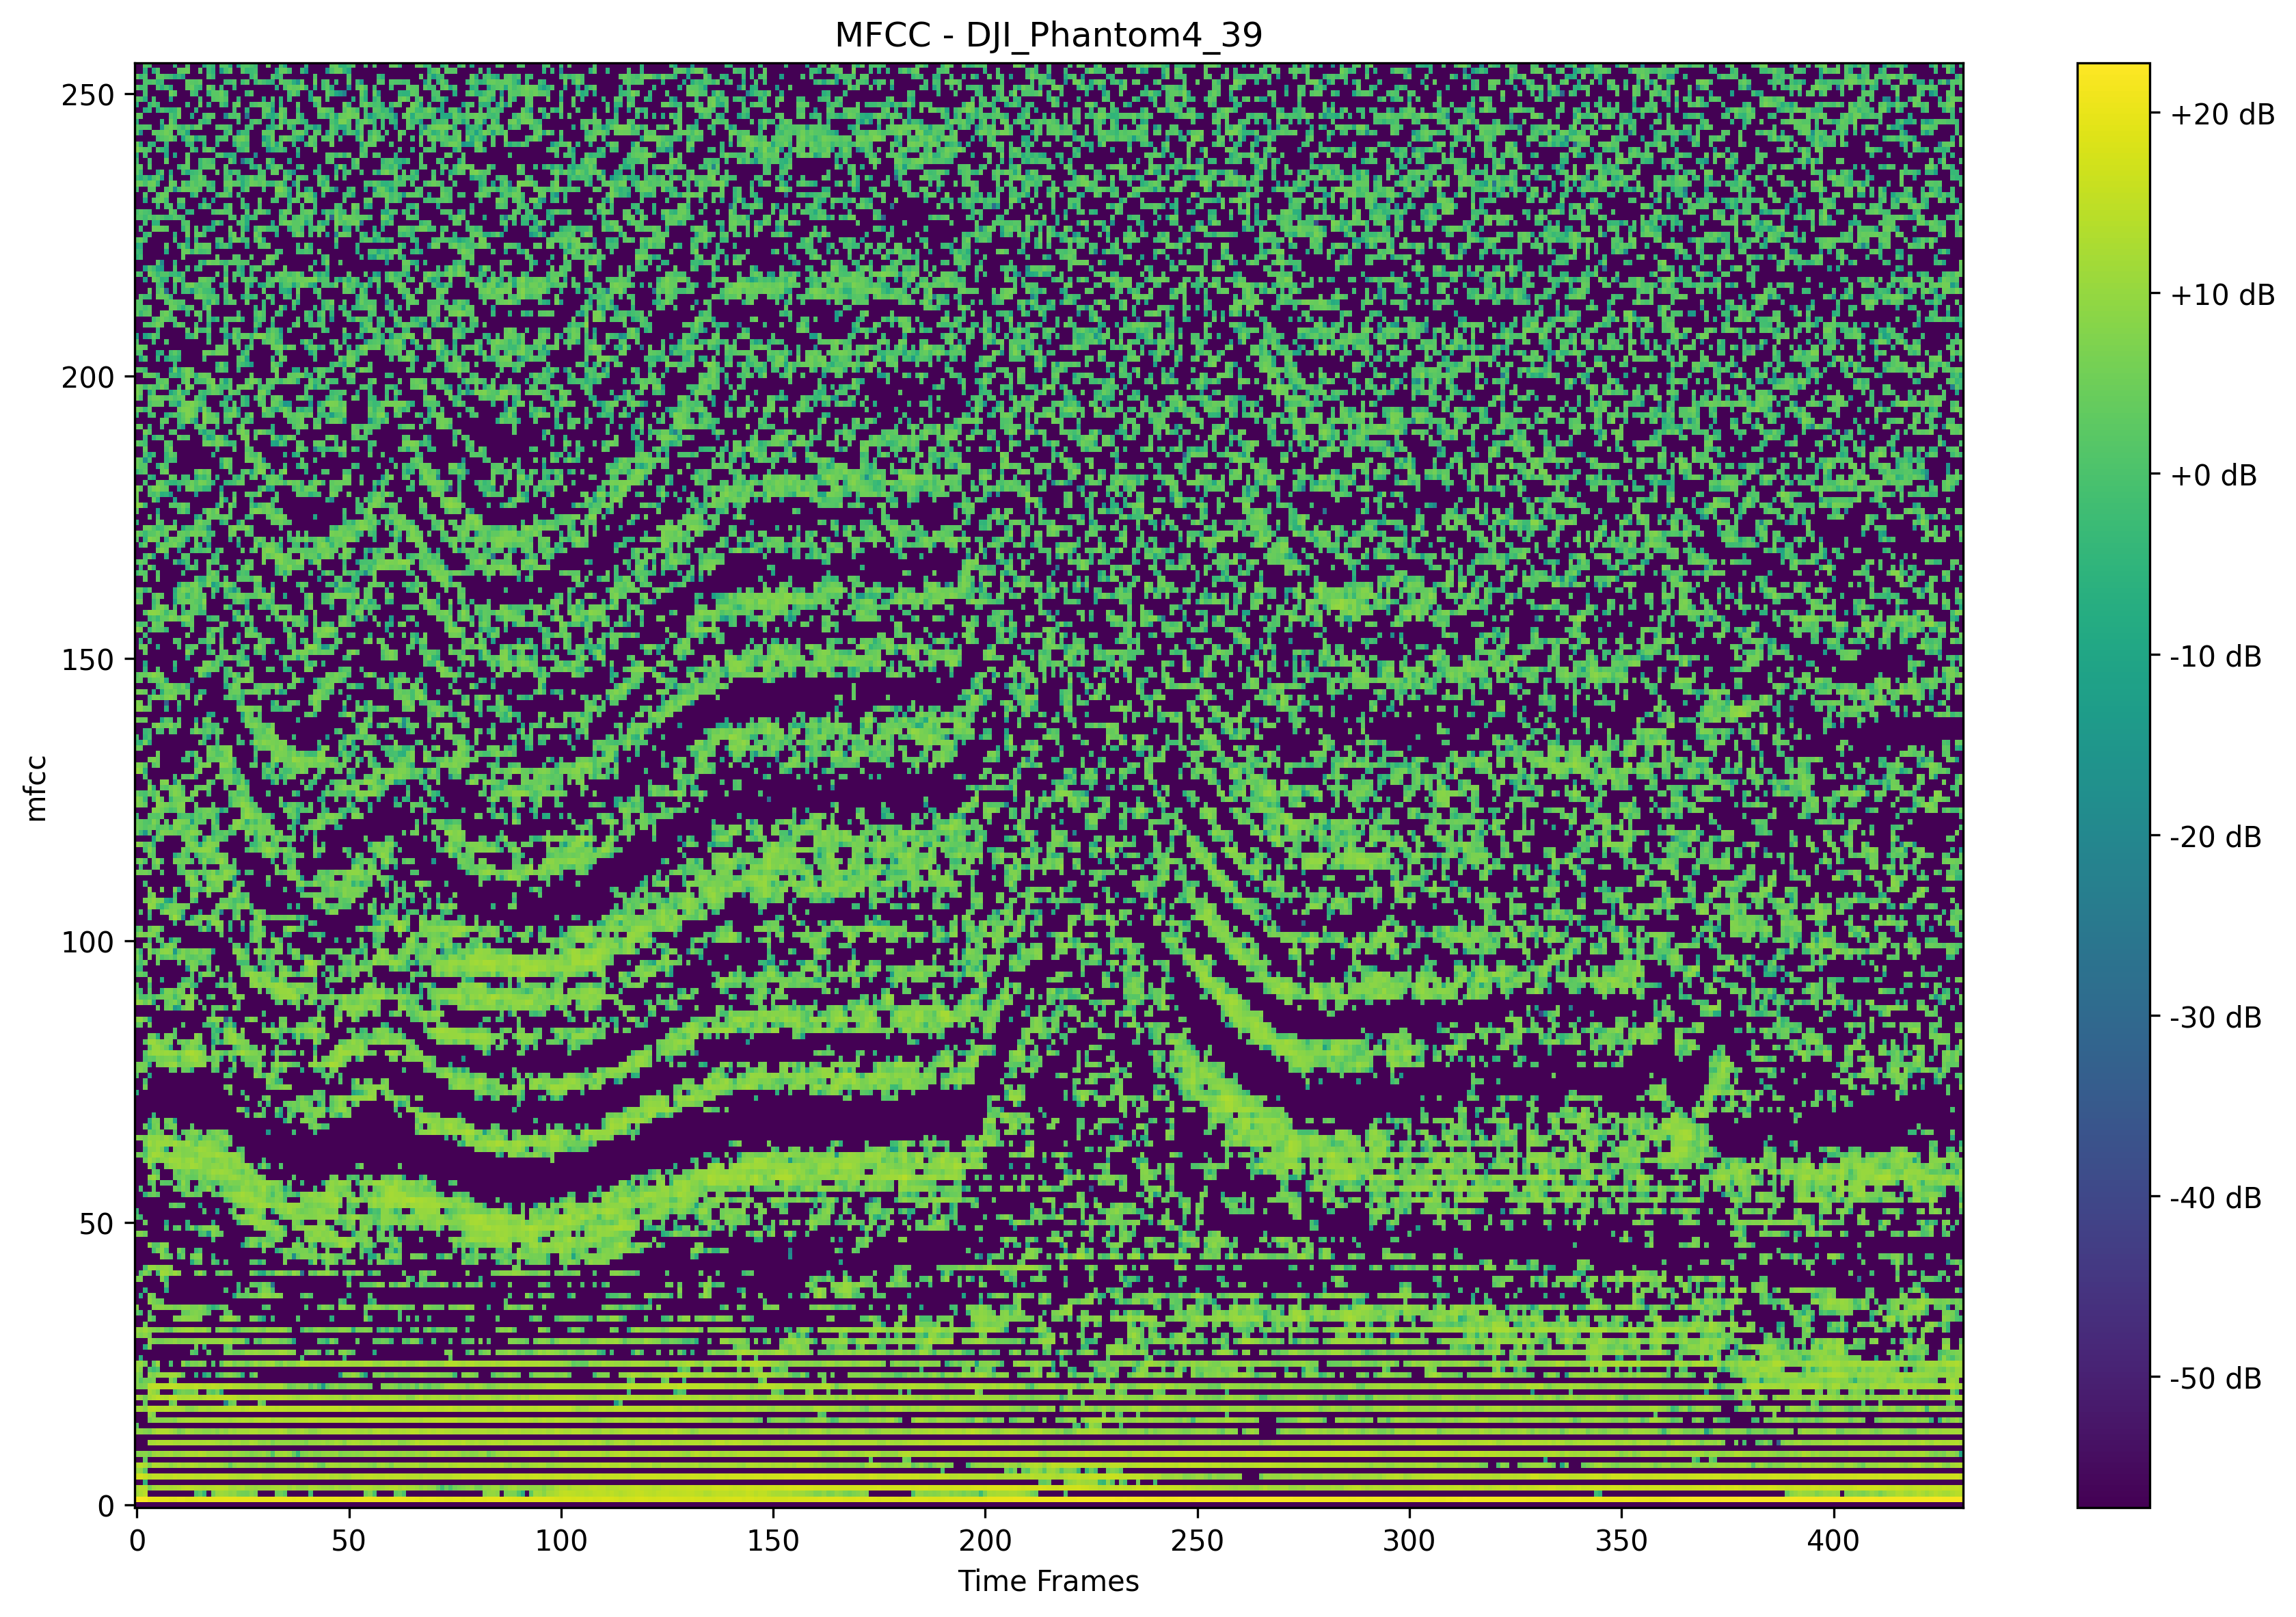 MFCC - DJI_Phantom4_39
mfcc
250
200
150
100
50
0
0 50 100 150 200 250 300 350 400
Time Frames
+20 dB
+10 dB
+0 dB
-10 dB
-20 dB
-30 dB
-40 dB
-50 dB